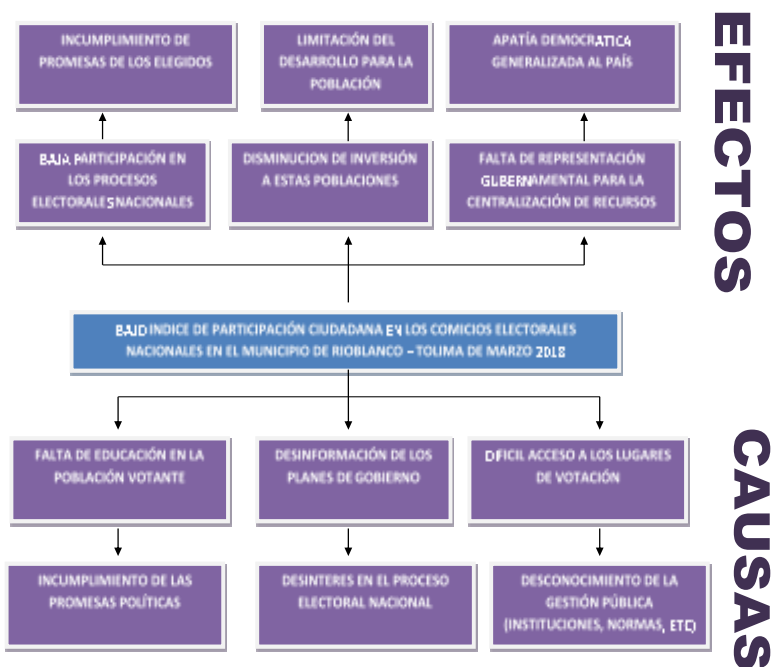 INCUMPLIMIENTO DE
PROMESAS DE LOS ELEGIDOS
LIMITACIÓN DEL
DESARROLLO PARA LA
POBLACIÓN
APATÍA DEMOCRATICA
GENERALIZADA AL PAÍS
BAJA PARTICIPACIÓN EN
LOS PROCESOS
ELECTORALES NACIONALES
DISMINUCION DE INVERSIÓN
A ESTAS POBLACIONES
FALTA DE REPRESENTACIÓN
GUBERNAMENTAL PARA LA
CENTRALIZACIÓN DE RECURSOS
EFECTOS
BAJO INDICE DE PARTICIPACIÓN CIUDADANA EN LOS COMICIOS ELECTORALES
NACIONALES EN EL MUNICIPIO DE RIOBLANCO – TOLIMA DE MARZO 2018
FALTA DE EDUCACIÓN EN LA
POBLACIÓN VOTANTE
DESINFORMACIÓN DE LOS
PLANES DE GOBIERNO
DIFICIL ACCESO A LOS LUGARES
DE VOTACIÓN
INCUMPLIMIENTO DE LAS
PROMESAS POLÍTICAS
DESINTERES EN EL PROCESO
ELECTORAL NACIONAL
DESCONOCIMIENTO DE LA
GESTIÓN PÚBLICA
(INSTITUCIONES, NORMAS, ETC)
CAUSAS